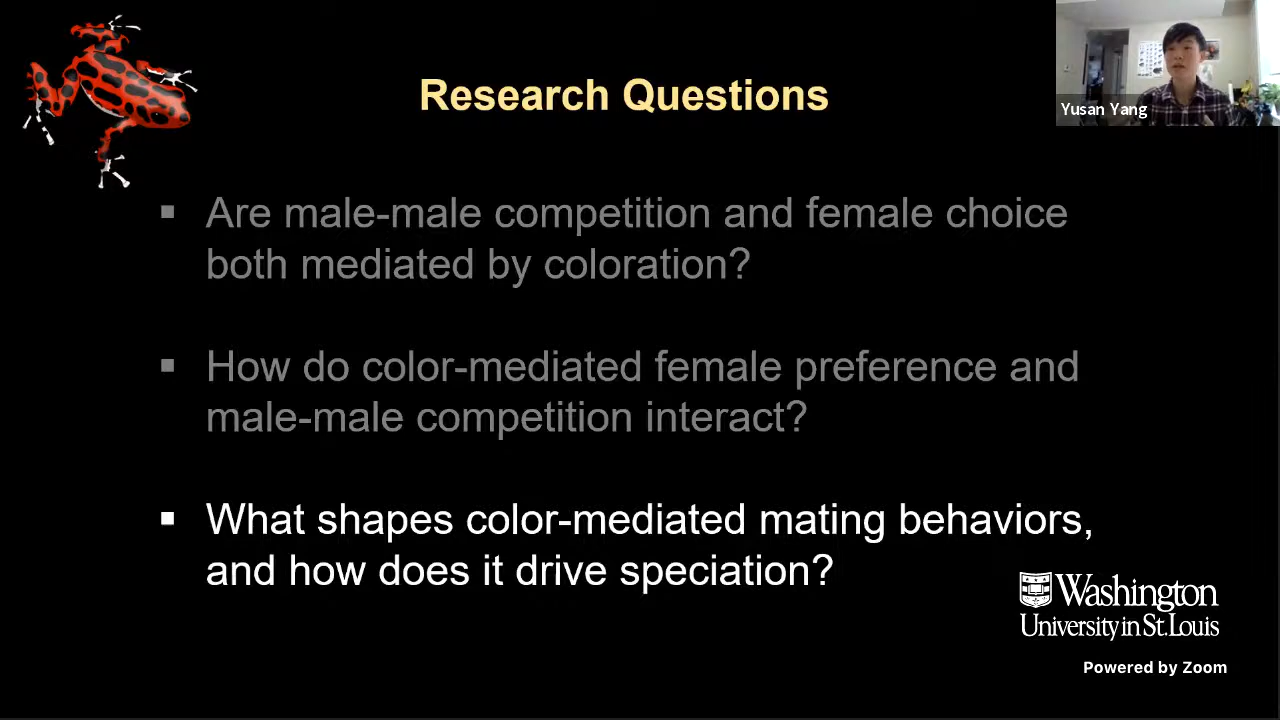 Research Questions
Yusan Yang
▪ Are male-male competition and female choice
both mediated by coloration?
▪ How do color-mediated female preference and
male-male competition interact?
▪ What shapes color-mediated mating behaviors,
and how does it drive speciation?
Washington
University in St. Louis
Powered by Zoom